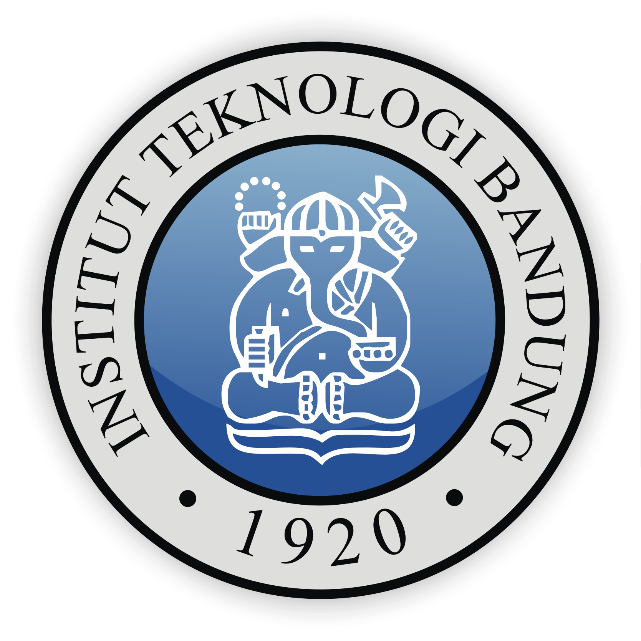 INSTITUT TEKNOLOGI BANDUNG
• 1920 •